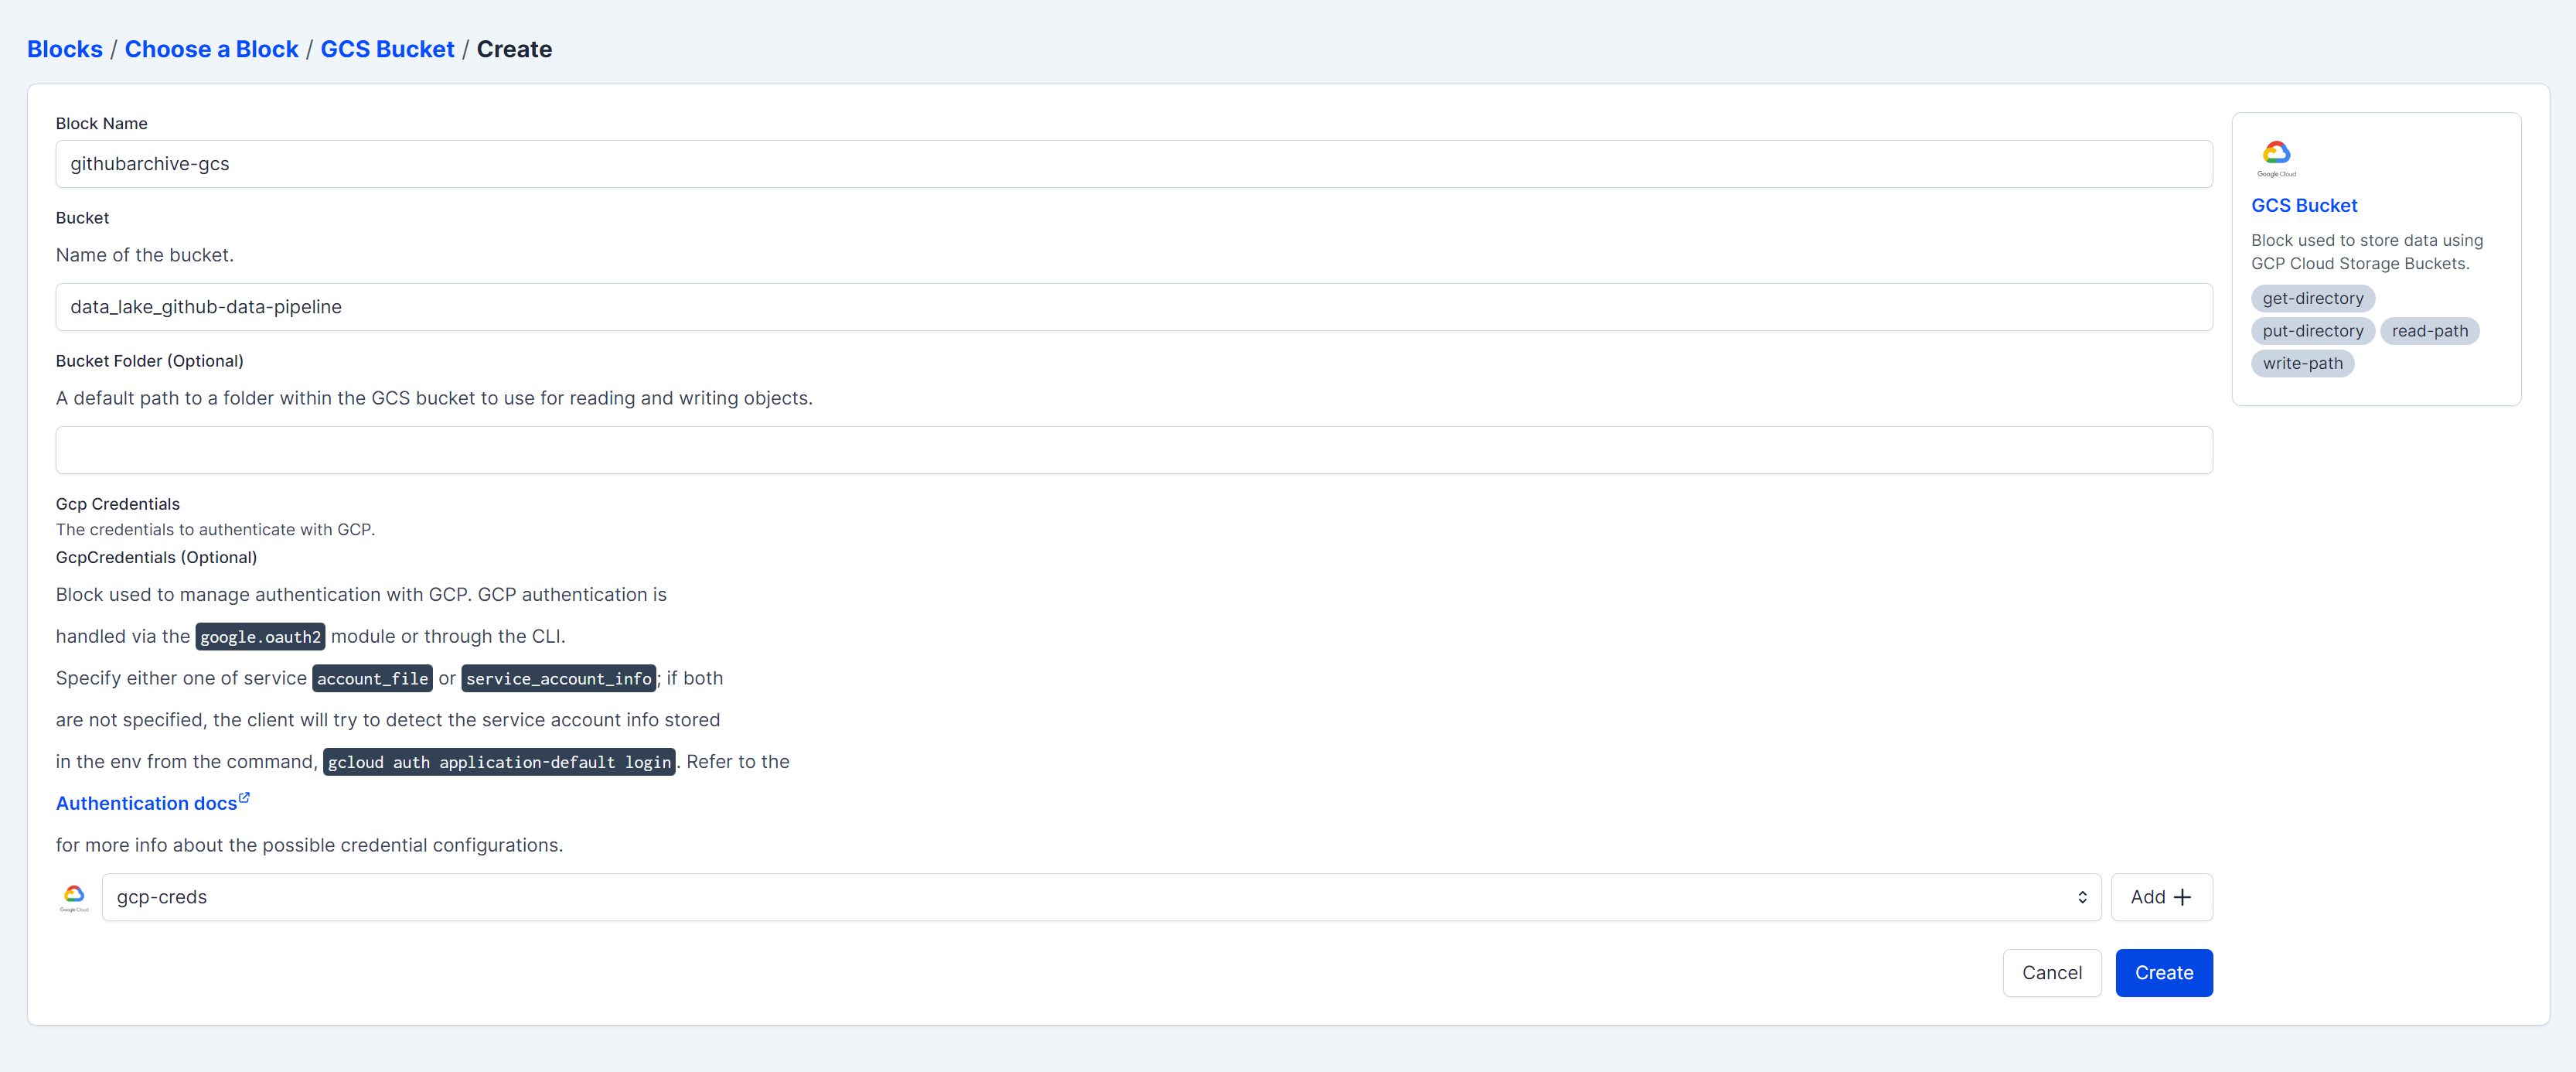 Blocks / Choose a Block / GCS Bucket / Create
Block Name
githubarchive-gcs
Bucket
Name of the bucket.
data_lake_github-data-pipeline
Bucket Folder (Optional)
A default path to a folder within the GCS bucket to use for reading and writing objects.
Gcp Credentials
The credentials to authenticate with GCP.
GcpCredentials (Optional)
Block used to manage authentication with GCP. GCP authentication is
handled via the google.oauth2 module or through the CLI.
Specify either one of service account_file or service_account_info; if both
are not specified, the client will try to detect the service account info stored
in the env from the command, gcloud auth application-default login. Refer to the
Authentication docs
for more info about the possible credential configurations.
Google Cloud
gcp-creds
Add +
Cancel
Create
Google Cloud
GCS Bucket
Block used to store data using
GCP Cloud Storage Buckets.
get-directory
put-directory read-path
write-path